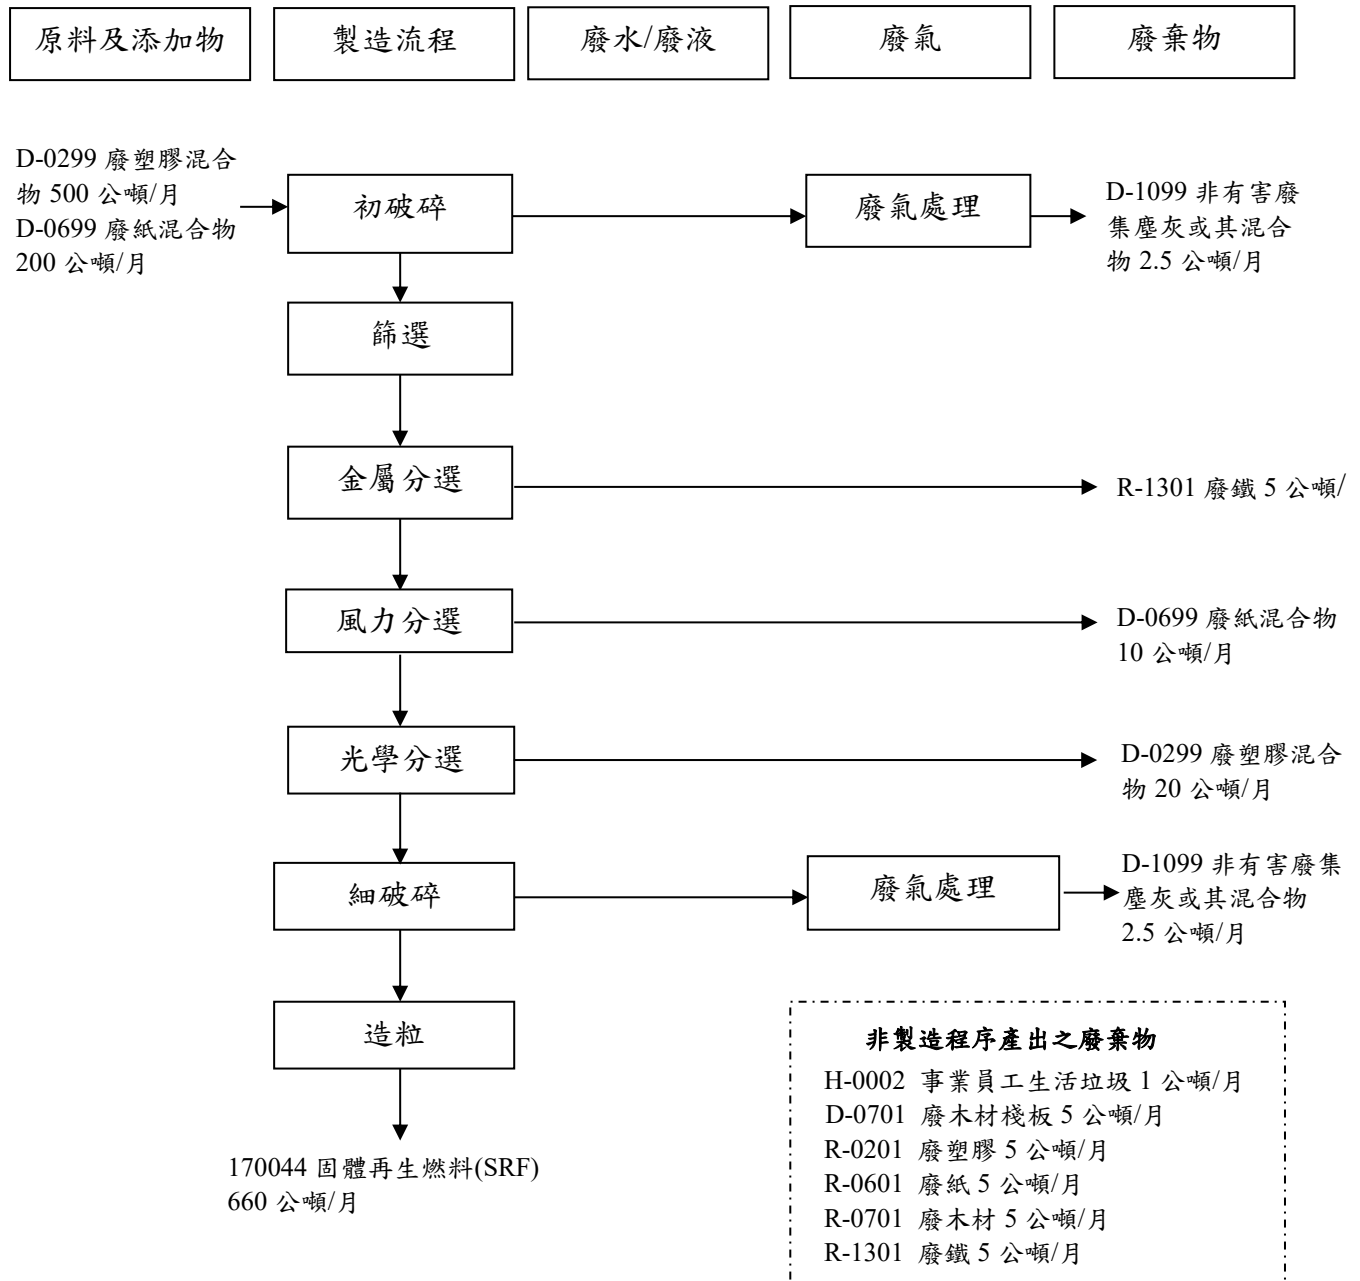 原料及添加物
製造流程
廢水/廢液
廢氣
廢棄物
D-0299 廢塑膠混合
物 500 公噸/月
D-0699 廢紙混合物
200 公噸/月
初破碎
廢氣處理
D-1099 非有害廢
集塵灰或其混合
物 2.5 公噸/月
篩選
金屬分選
R-1301 廢鐵 5 公噸/
風力分選
D-0699 廢紙混合物
10 公噸/月
光學分選
D-0299 廢塑膠混合
物 20 公噸/月
細破碎
廢氣處理
D-1099 非有害廢集
塵灰或其混合物
2.5 公噸/月
造粒
170044 固體再生燃料(SRF)
660 公噸/月
非製造程序產出之廢棄物
H-0002 事業員工生活垃圾 1 公噸/月
D-0701 廢木材棧板 5 公噸/月
R-0201 廢塑膠 5 公噸/月
R-0601 廢紙 5 公噸/月
R-0701 廢木材 5 公噸/月
R-1301 廢鐵 5 公噸/月